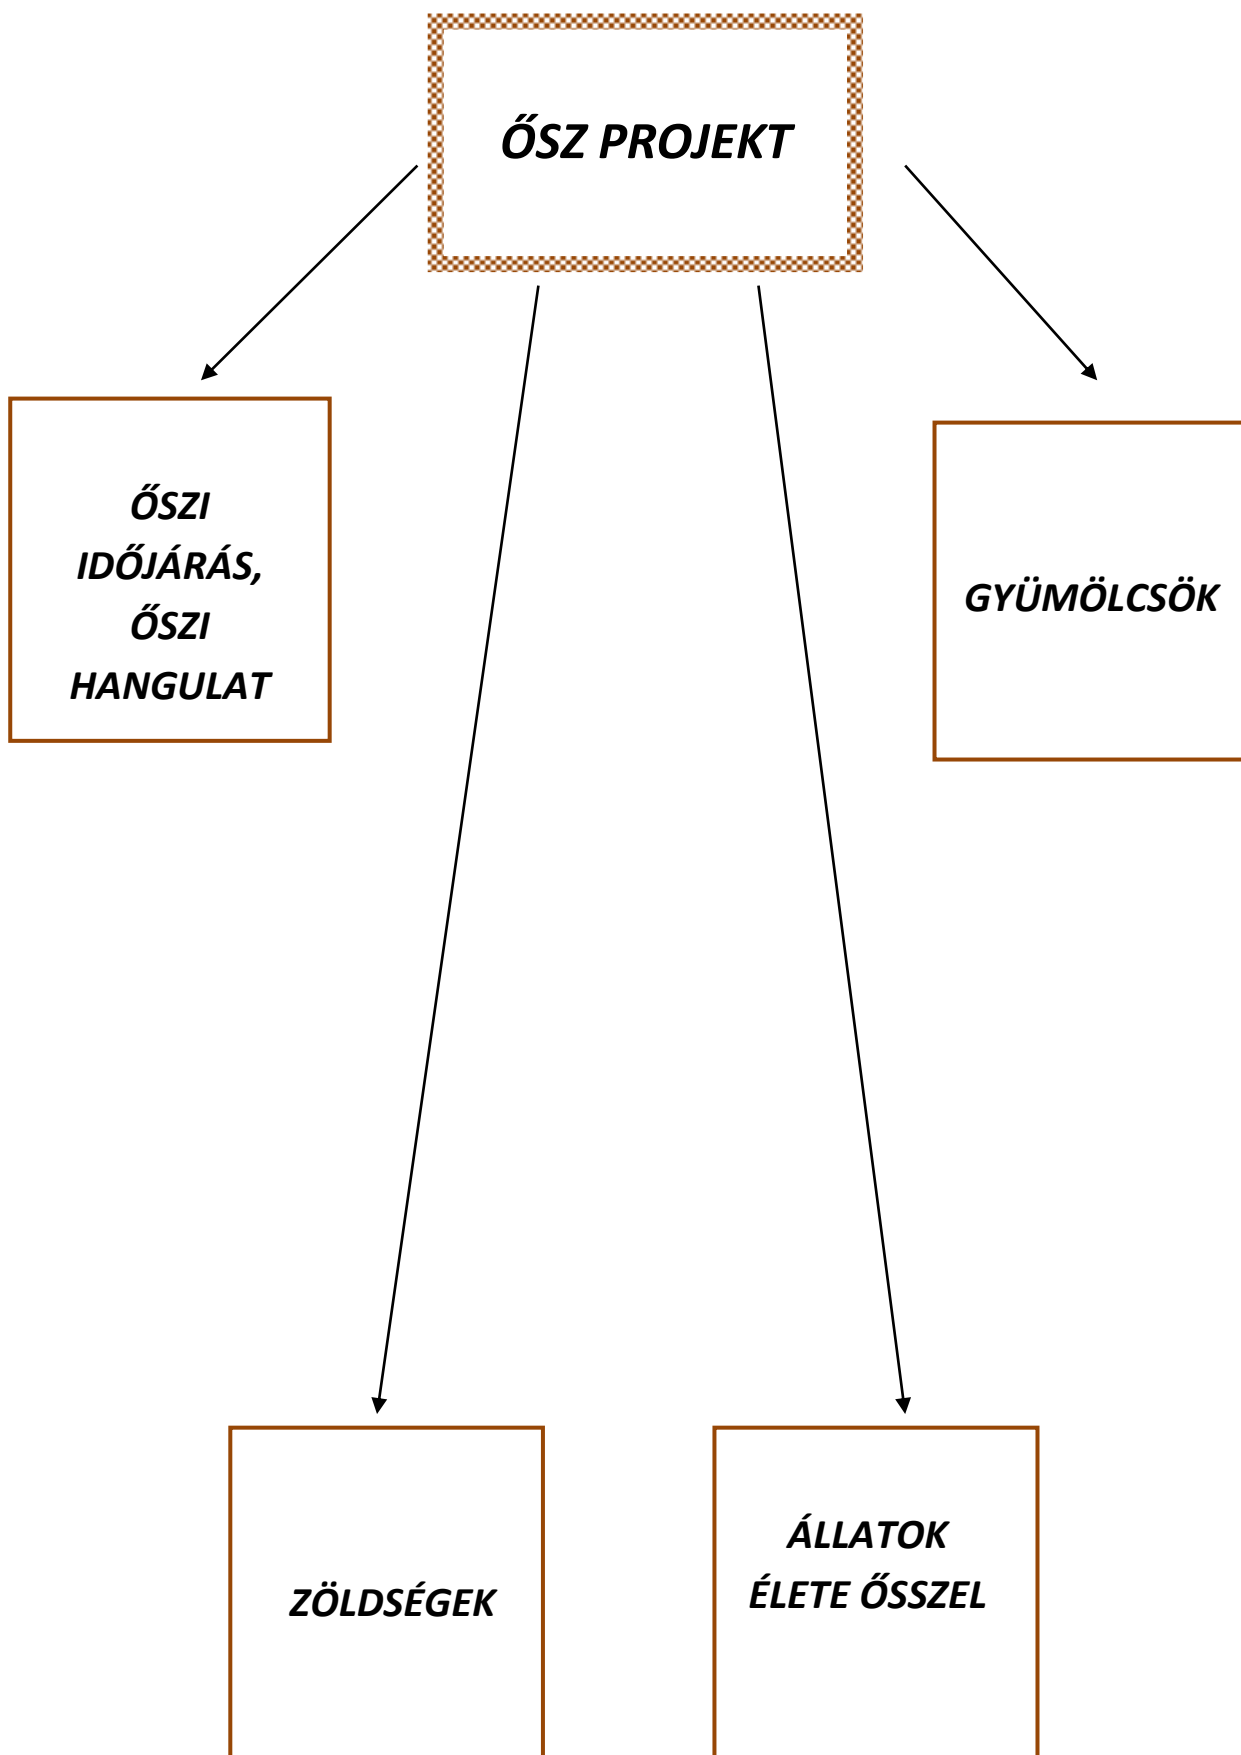 ŐSZ PROJEKT
ŐSZI
IDŐJÁRÁS,
ŐSZI
HANGULAT
GYÜMÖLCSÖK
ZÖLDSÉGEK
ÁLLATOK
ÉLETE ŐSSZEL